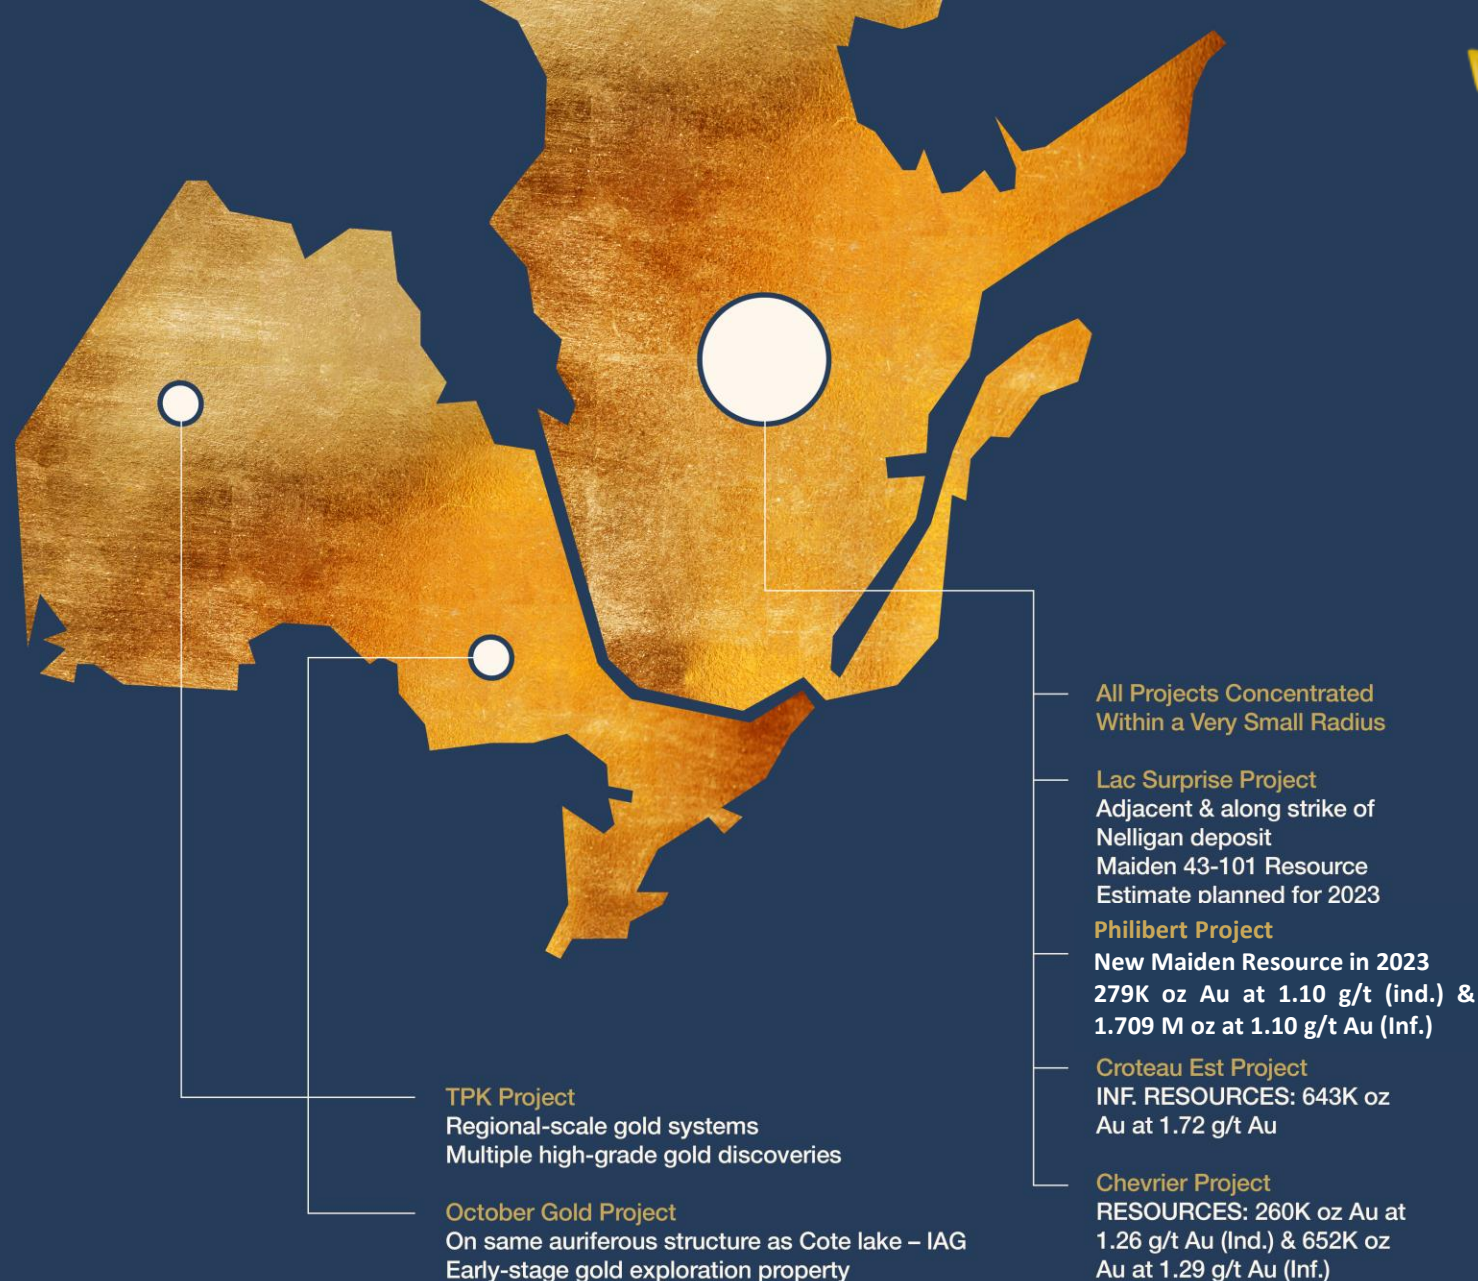 All Projects Concentrated
Within a Very Small Radius
Lac Surprise Project
Adjacent & along strike of
Nelligan deposit
Maiden 43-101 Resource
Estimate planned for 2023
Philibert Project
New Maiden Resource in 2023
279K oz Au at 1.10 g/t (ind.) &
1.709 M oz at 1.10 g/t Au (Inf.)
Croteau Est Project
INF. RESOURCES: 643K oz
Au at 1.72 g/t Au
Chevrier Project
RESOURCES: 260K oz Au at
1.26 g/t Au (Ind.) & 652K oz
Au at 1.29 g/t Au (Inf.)
TPK Project
Regional-scale gold systems
Multiple high-grade gold discoveries
October Gold Project
On same auriferous structure as Cote lake – IAG
Early-stage gold exploration property